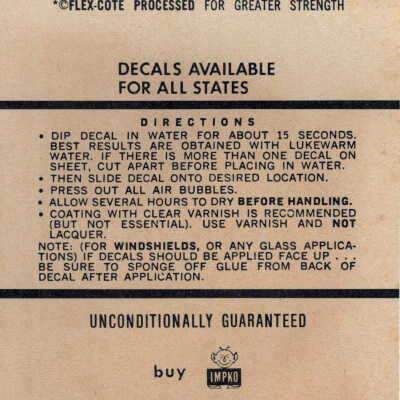 *©FLEX-COTE PROCESSED FOR GREATER STRENGTH
DECALS AVAILABLE
FOR ALL STATES
DIRECTIONS
• DIP DECAL IN WATER FOR ABOUT 15 SECONDS.
BEST RESULTS ARE OBTAINED WITH LUKEWARM
WATER. IF THERE IS MORE THAN ONE DECAL ON
SHEET, CUT APART BEFORE PLACING IN WATER.
• THEN SLIDE DECAL ONTO DESIRED LOCATION.
• PRESS OUT ALL AIR BUBBLES.
• ALLOW SEVERAL HOURS TO DRY BEFORE HANDLING.
• COATING WITH CLEAR VARNISH IS RECOMMENDED
(BUT NOT ESSENTIAL). USE VARNISH AND NOT
LACQUER.
NOTE: (FOR WINDSHIELDS, OR ANY GLASS APPLICA-
TIONS) IF DECALS SHOULD BE APPLIED FACE UP . . .
BE SURE TO SPONGE OFF GLUE FROM BACK OF
DECAL AFTER APPLICATION.
UNCONDITIONALLY GUARANTEED
buy IMPKO